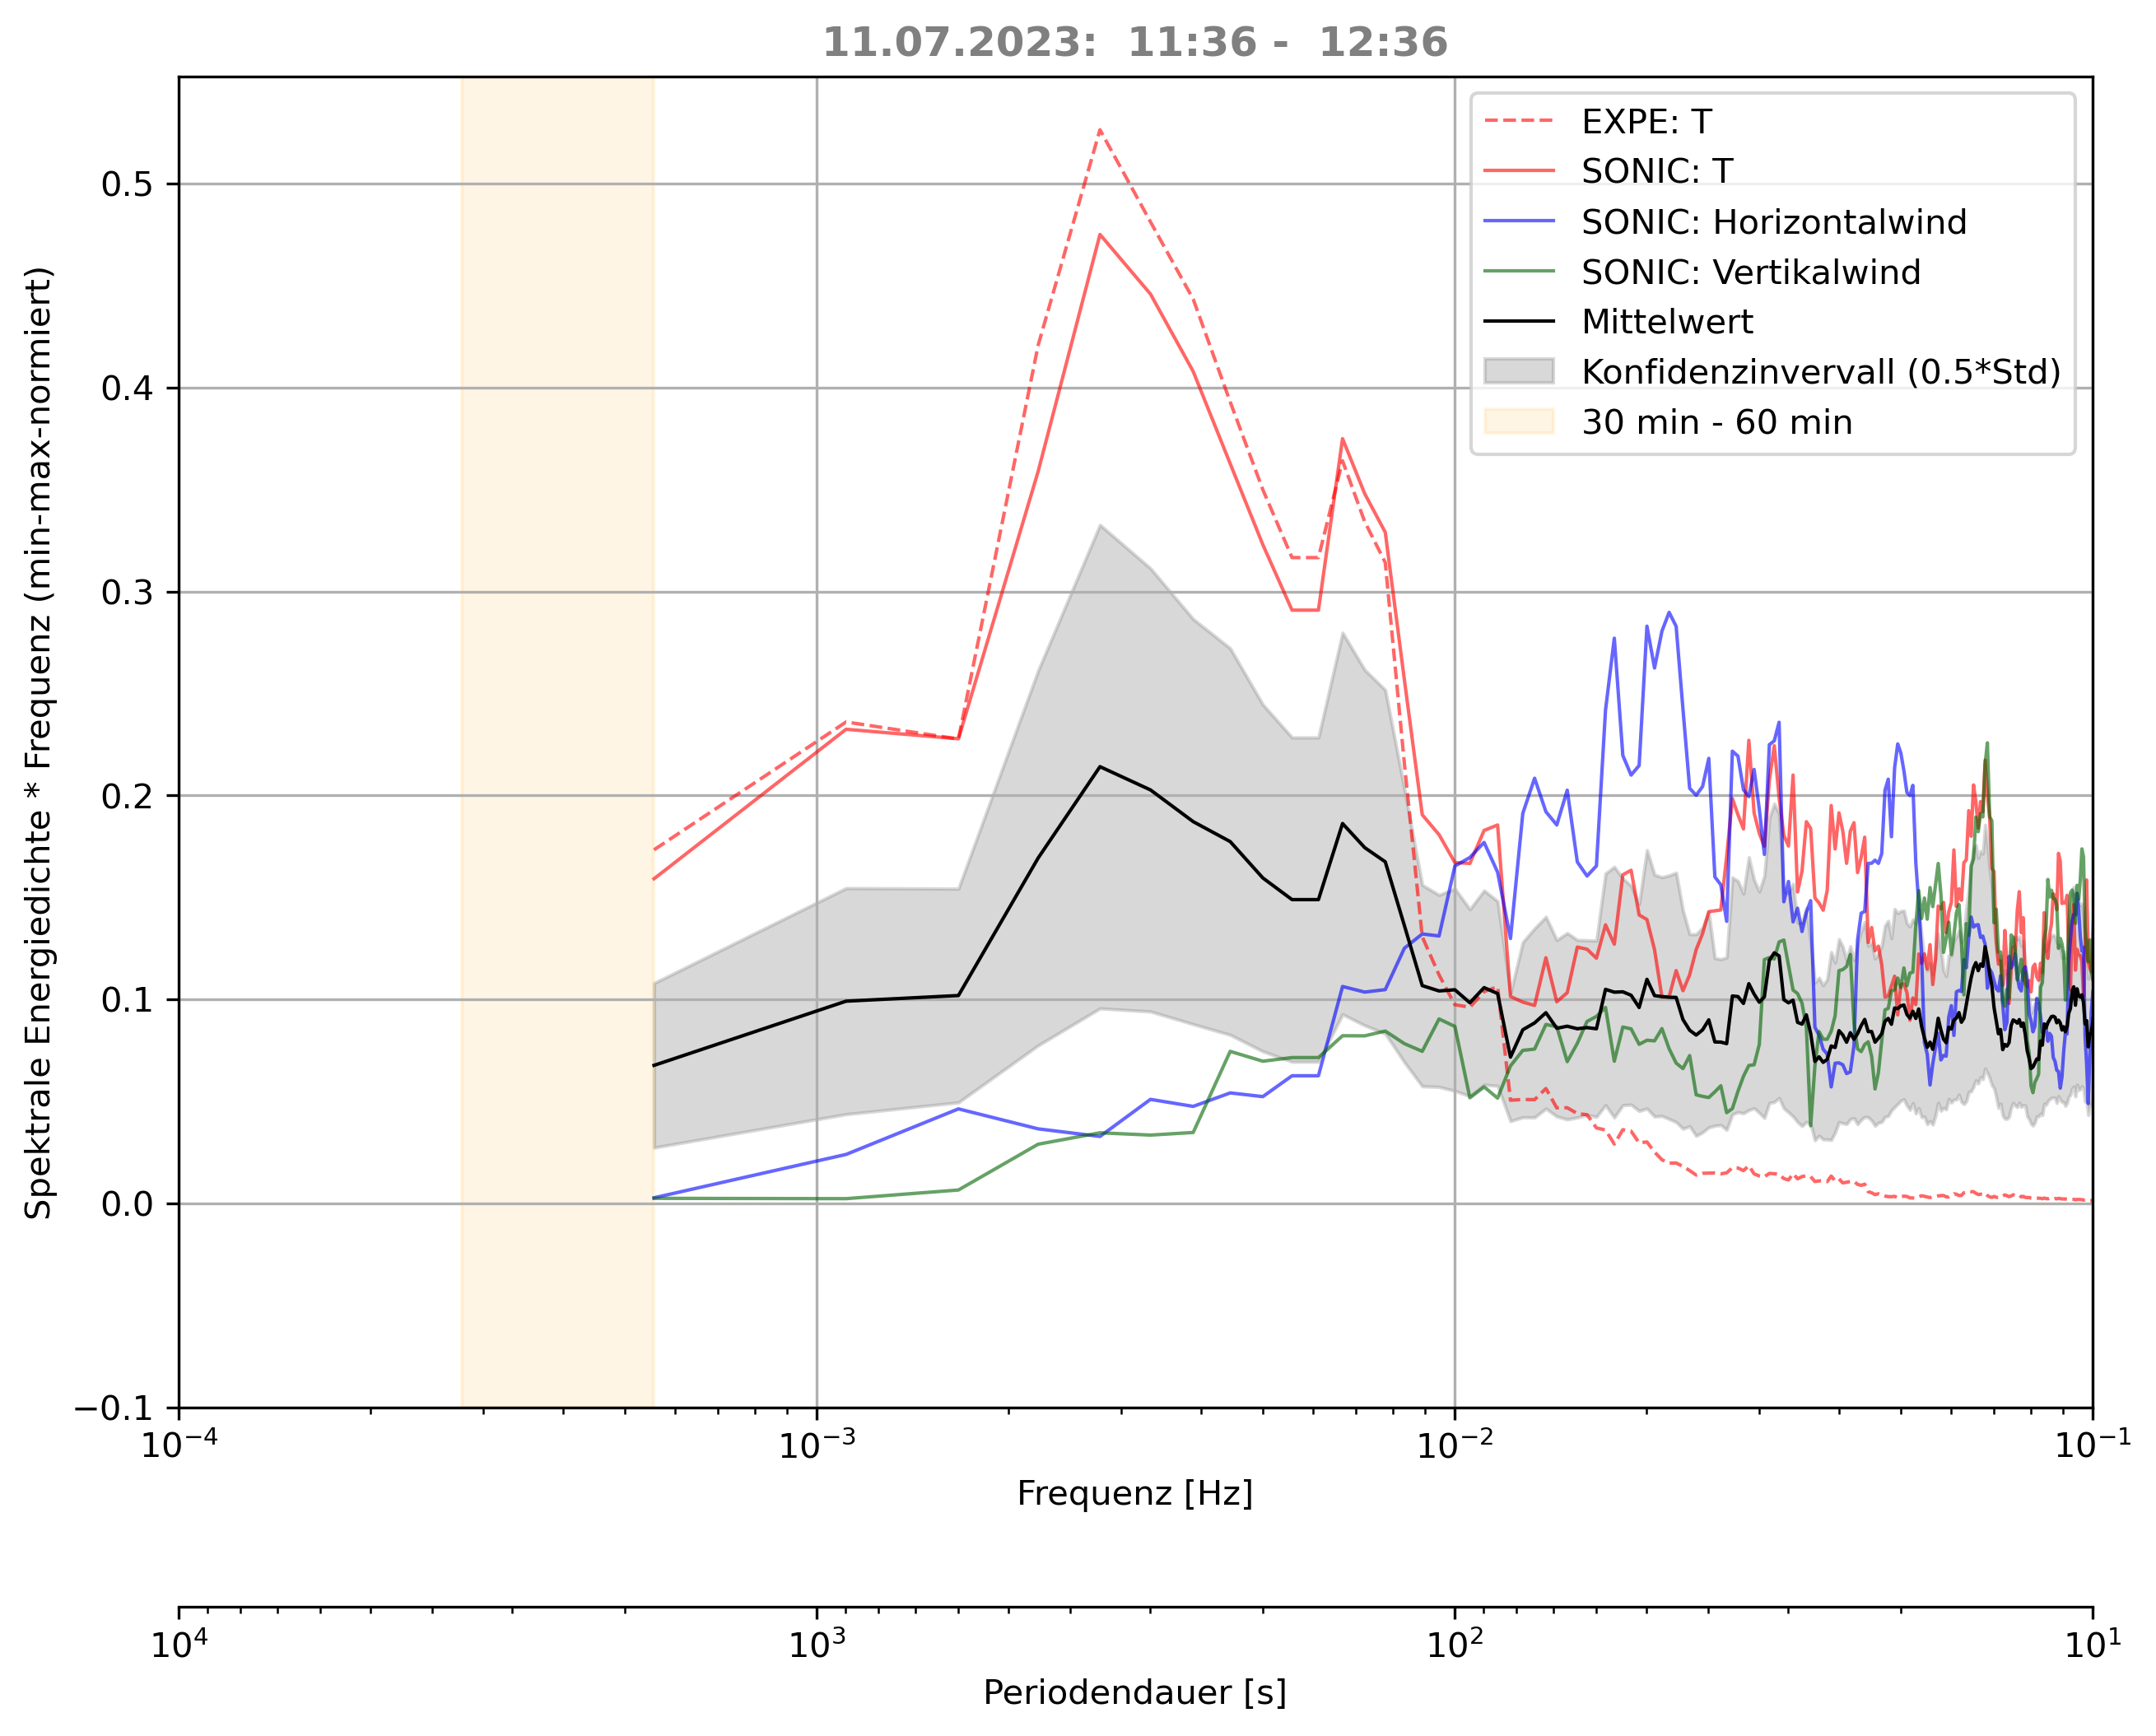 11.07.2023:  11:36 -  12:36
Spektrale Energiedichte * Frequenz (min-max-normiert)
0.5
0.4
0.3
0.2
0.1
0.0
−0.1
EXPE: T
SONIC: T
SONIC: Horizontalwind
SONIC: Vertikalwind
Mittelwert
Konfidenzinvervall (0.5*Std)
30 min - 60 min
10⁻⁴ 10⁻³ 10⁻² 10⁻¹
Frequenz [Hz]
10⁴ 10³ 10² 10¹
Periodendauer [s]